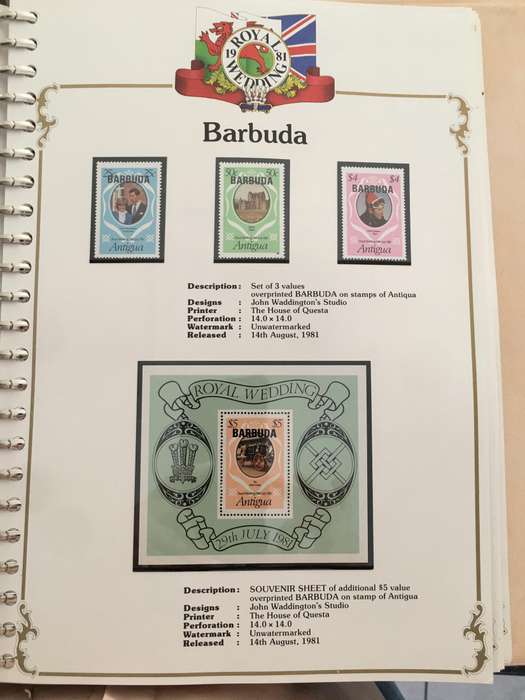 ROYAL
19 81
WEDDING
Barbuda
25c 25c
BARBUDA
Antigua
50c 50c
BARBUDA
Antigua
$4 $4
BARBUDA
Antigua
Description : Set of 3 values
overprinted BARBUDA on stamps of Antigua
Designs : John Waddington's Studio
Printer : The House of Questa
Perforation : 14.0 × 14.0
Watermark : Unwatermarked
Released : 14th August, 1981
ROYAL WEDDING
$5 $5
BARBUDA
Antigua
29th JULY 1981
Description : SOUVENIR SHEET of additional $5 value
overprinted BARBUDA on stamp of Antigua
Designs : John Waddington's Studio
Printer : The House of Questa
Perforation : 14.0 × 14.0
Watermark : Unwatermarked
Released : 14th August, 1981